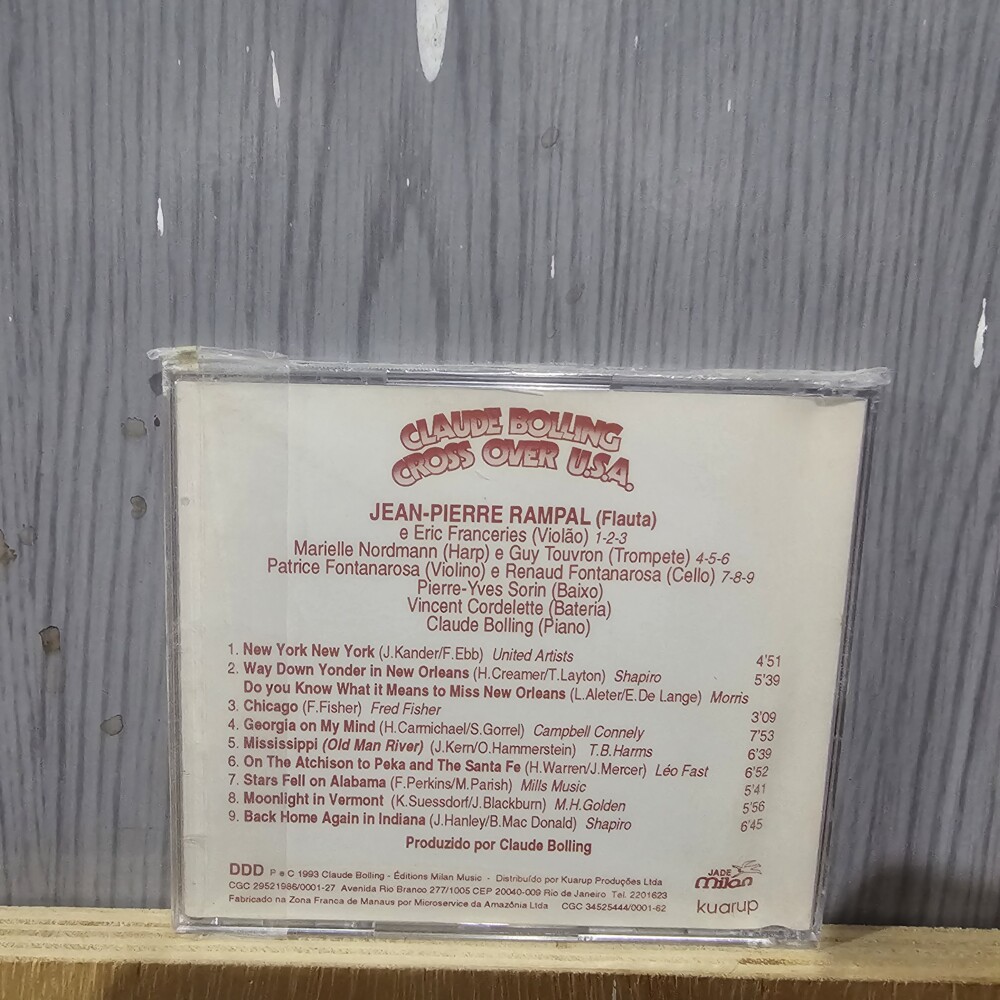 CLAUDE BOLLING
CROSS OVER U.S.A.
JEAN-PIERRE RAMPAL (Flauta)
e Eric Franceries (Violão) 1-2-3
Marielle Nordmann (Harp) e Guy Touvron (Trompete) 4-5-6
Patrice Fontanarosa (Violino) e Renaud Fontanarosa (Cello) 7-8-9
Pierre-Yves Sorin (Baixo)
Vincent Cordelette (Bateria)
Claude Bolling (Piano)
1. New York New York (J.Kander/F.Ebb) United Artists 4'51
2. Way Down Yonder in New Orleans (H.Creamer/T.Layton) Shapiro 5'39
Do you Know What it Means to Miss New Orleans (L.Aleter/E.De Lange) Morris
3. Chicago (F.Fisher) Fred Fisher 3'09
4. Georgia on My Mind (H.Carmichael/S.Gorrel) Campbell Connely 7'53
5. Mississippi (Old Man River) (J.Kern/O.Hammerstein) T.B.Harms 6'39
6. On The Atchison to Peka and The Santa Fe (H.Warren/J.Mercer) Léo Fast 6'52
7. Stars Fell on Alabama (F.Perkins/M.Parish) Mills Music 5'41
8. Moonlight in Vermont (K.Suessdorf/J.Blackburn) M.H.Golden 5'56
9. Back Home Again in Indiana (J.Hanley/B.Mac Donald) Shapiro 6'45
Produzido por Claude Bolling
DDD P e C 1993 Claude Bolling - Éditions Milan Music - Distribuído por Kuarup Produções Ltda
CGC 29521986/0001-27 Avenida Rio Branco 277/1005 CEP 20040-009 Rio de Janeiro Tel. 2201623
Fabricado na Zona Franca de Manaus por Microservice da Amazônia Ltda CGC 34525444/0001-62
JADE
milan
kuarup